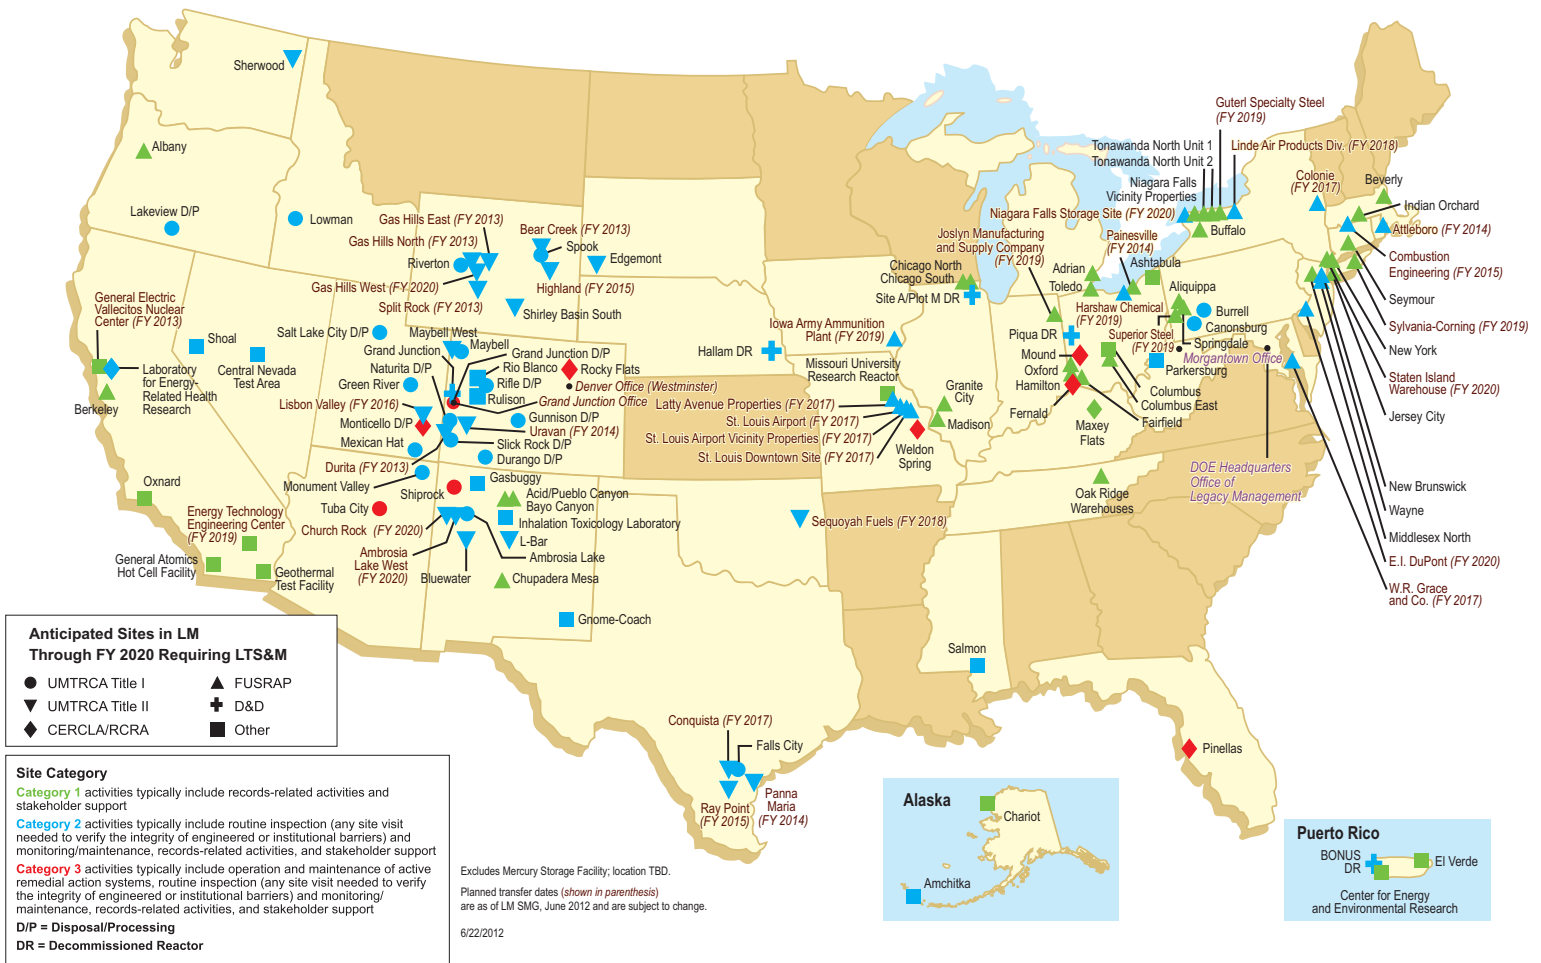 Sherwood
Albany
Lakeview D/P
Lowman
Gas Hills East (FY 2013)
Gas Hills North (FY 2013)
Riverton
Gas Hills West (FY 2020)
Split Rock (FY 2013)
Bear Creek (FY 2013)
Spook
Edgemont
Highland (FY 2015)
Shirley Basin South
General Electric
Vallecitos Nuclear
Center (FY 2013)
Shoal
Central Nevada
Test Area
Laboratory
for Energy-
Related Health
Research
Berkeley
Salt Lake City D/P
Maybell West
Maybell
Grand Junction
Grand Junction D/P
Naturita D/P
Rio Blanco
Rocky Flats
Green River
Rifle D/P
Denver Office (Westminster)
Rulison
Grand Junction Office
Lisbon Valley (FY 2016)
Gunnison D/P
Monticello D/P
Uravan (FY 2014)
Mexican Hat
Slick Rock D/P
Durango D/P
Durita (FY 2013)
Monument Valley
Gasbuggy
Shiprock
Acid/Pueblo Canyon
Bayo Canyon
Tuba City
Inhalation Toxicology Laboratory
Church Rock (FY 2020)
L-Bar
Ambrosia
Lake West
(FY 2020)
Ambrosia Lake
Bluewater
Chupadera Mesa
Gnome-Coach
Oxnard
Energy Technology
Engineering Center
(FY 2019)
General Atomics
Hot Cell Facility
Geothermal
Test Facility
Hallam DR
Iowa Army Ammunition
Plant (FY 2019)
Missouri University
Research Reactor
Latty Avenue Properties (FY 2017)
St. Louis Airport (FY 2017)
St. Louis Airport Vicinity Properties (FY 2017)
St. Louis Downtown Site (FY 2017)
Granite
City
Madison
Weldon
Spring
Sequoyah Fuels (FY 2018)
Chicago North
Chicago South
Site A/Plot M DR
Joslyn Manufacturing
and Supply Company
(FY 2019)
Niagara Falls Storage Site (FY 2020)
Painesville
(FY 2014)
Ashtabula
Adrian
Toledo
Harshaw Chemical
(FY 2019)
Aliquippa
Burrell
Canonsburg
Superior Steel
(FY 2019
Springdale
Morgantown Office
Parkersburg
Piqua DR
Mound
Oxford
Hamilton
Fernald
Columbus
Columbus East
Fairfield
Maxey
Flats
Oak Ridge
Warehouses
Guterl Specialty Steel
(FY 2019)
Tonawanda North Unit 1
Tonawanda North Unit 2
Linde Air Products Div. (FY 2018)
Niagara Falls
Vicinity Properties
Buffalo
Colonie
(FY 2017)
Beverly
Indian Orchard
Attleboro (FY 2014)
Combustion
Engineering (FY 2015)
Seymour
Sylvania-Corning (FY 2019)
New York
Staten Island
Warehouse (FY 2020)
Jersey City
DOE Headquarters
Office of
Legacy Management
New Brunswick
Wayne
Middlesex North
E.I. DuPont (FY 2020)
W.R. Grace
and Co. (FY 2017)
Salmon
Pinellas
Conquista (FY 2017)
Falls City
Ray Point
(FY 2015)
Panna
Maria
(FY 2014)
Anticipated Sites in LM
Through FY 2020 Requiring LTS&M
UMTRCA Title I
FUSRAP
UMTRCA Title II
D&D
CERCLA/RCRA
Other
Site Category
Category 1 activities typically include records-related activities and
stakeholder support
Category 2 activities typically include routine inspection (any site visit
needed to verify the integrity of engineered or institutional barriers) and
monitoring/maintenance, records-related activities, and stakeholder support
Category 3 activities typically include operation and maintenance of active
remedial action systems, routine inspection (any site visit needed to verify
the integrity of engineered or institutional barriers) and monitoring/
maintenance, records-related activities, and stakeholder support
D/P = Disposal/Processing
DR = Decommissioned Reactor
Excludes Mercury Storage Facility; location TBD.
Planned transfer dates (shown in parenthesis)
are as of LM SMG, June 2012 and are subject to change.
6/22/2012
Alaska
Chariot
Amchitka
Puerto Rico
BONUS
DR
El Verde
Center for Energy
and Environmental Research